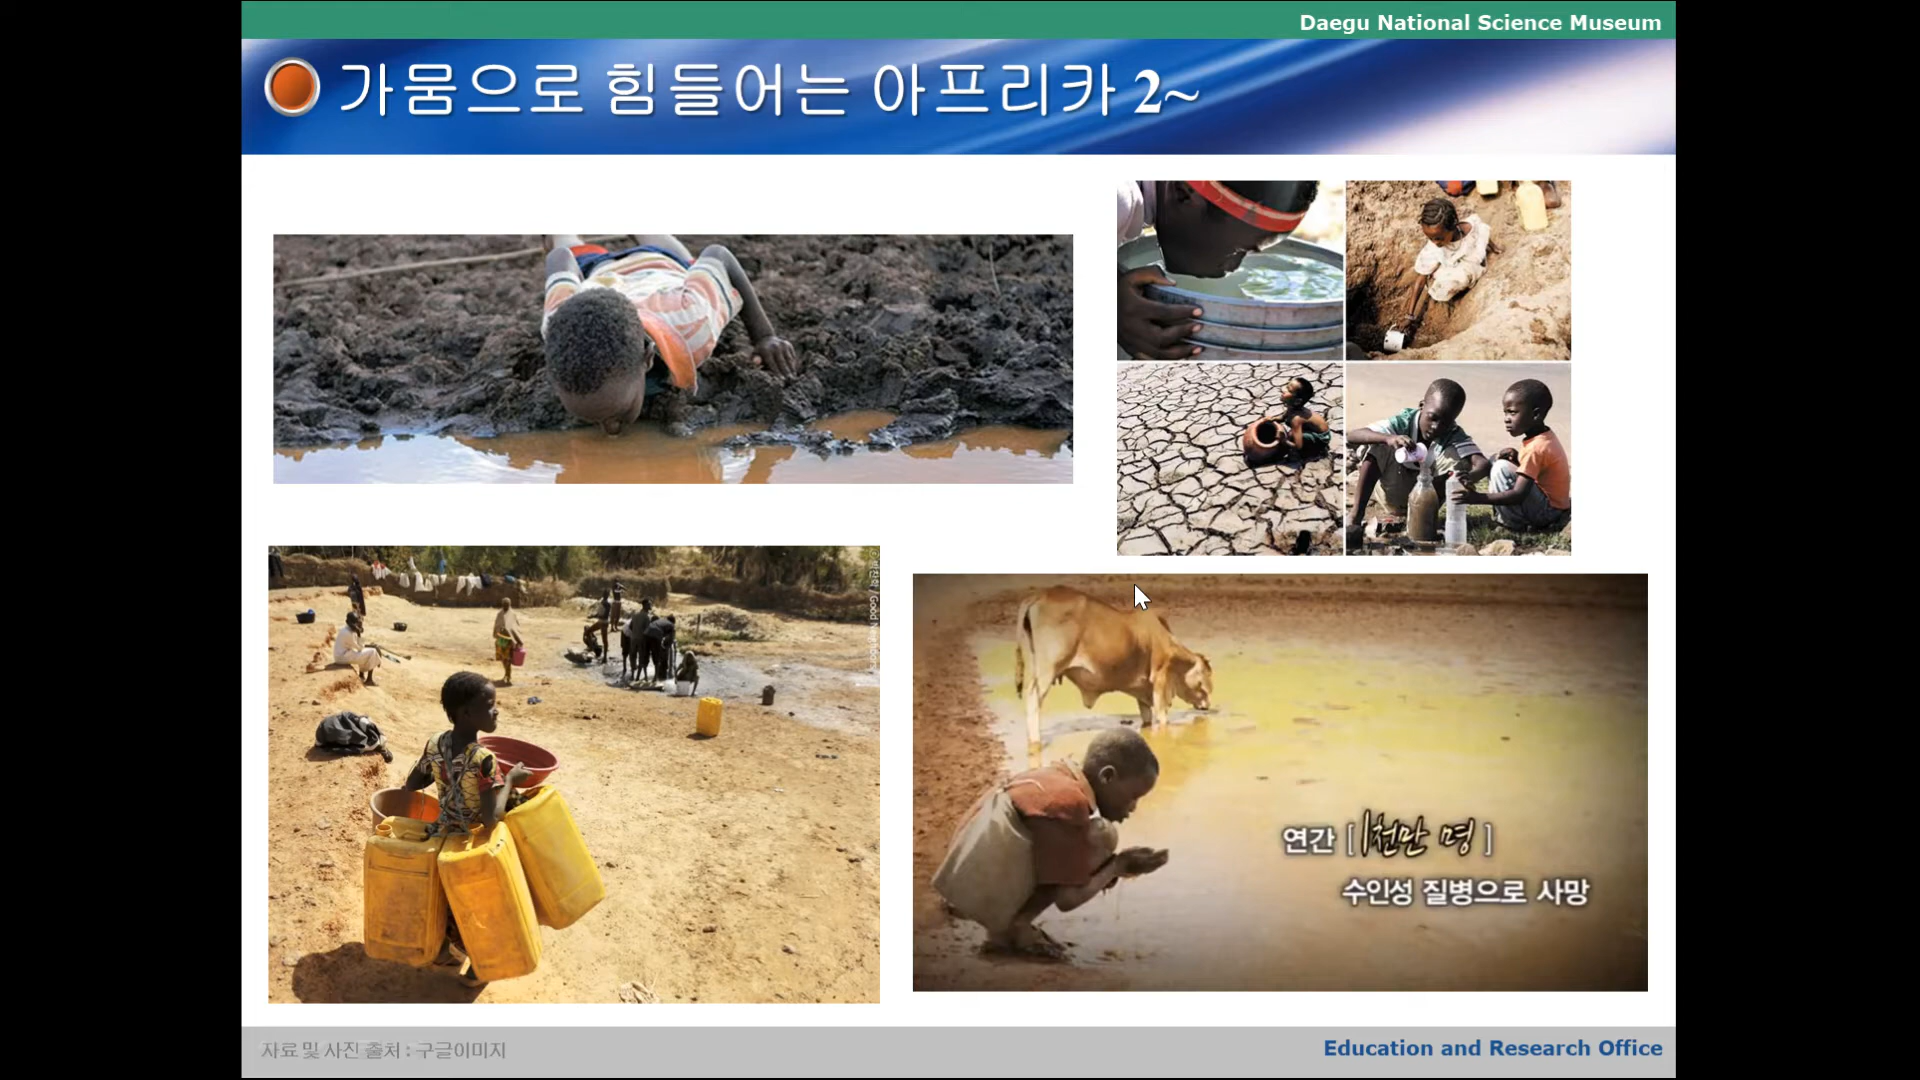 Daegu National Science Museum
가뭄으로 힘들어는 아프리카 2~
연간 [1천만 명]
수인성 질병으로 사망
자료 및 사진 출처 : 구글이미지
Education and Research Office